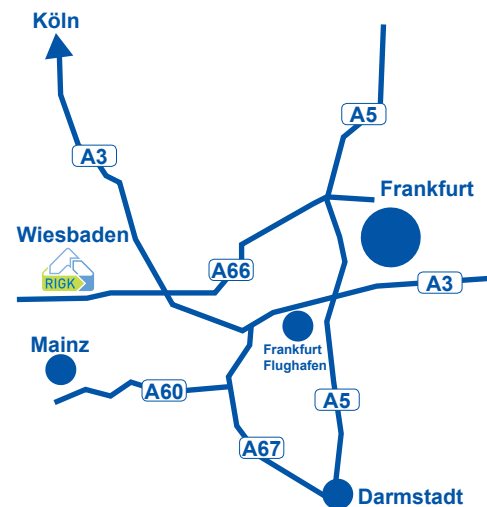 Köln
A5
A3
Frankfurt
Wiesbaden
A66
RIGK
A3
Mainz
Frankfurt
Flughafen
A60
A5
A67
Darmstadt